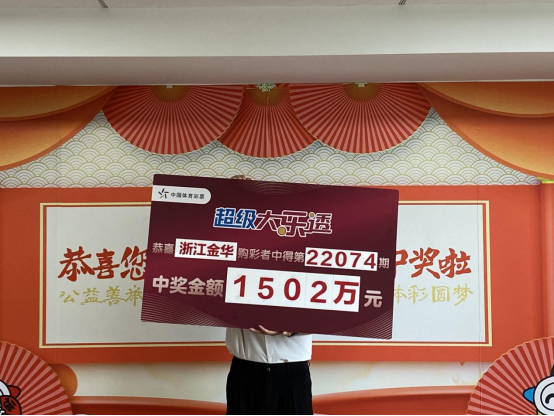 中国体育彩票
超级大乐透
恭喜 浙江金华 购彩者中得第 22074 期
中奖金额 1502万 元
恭喜您
中奖啦
公益善举
体彩圆梦